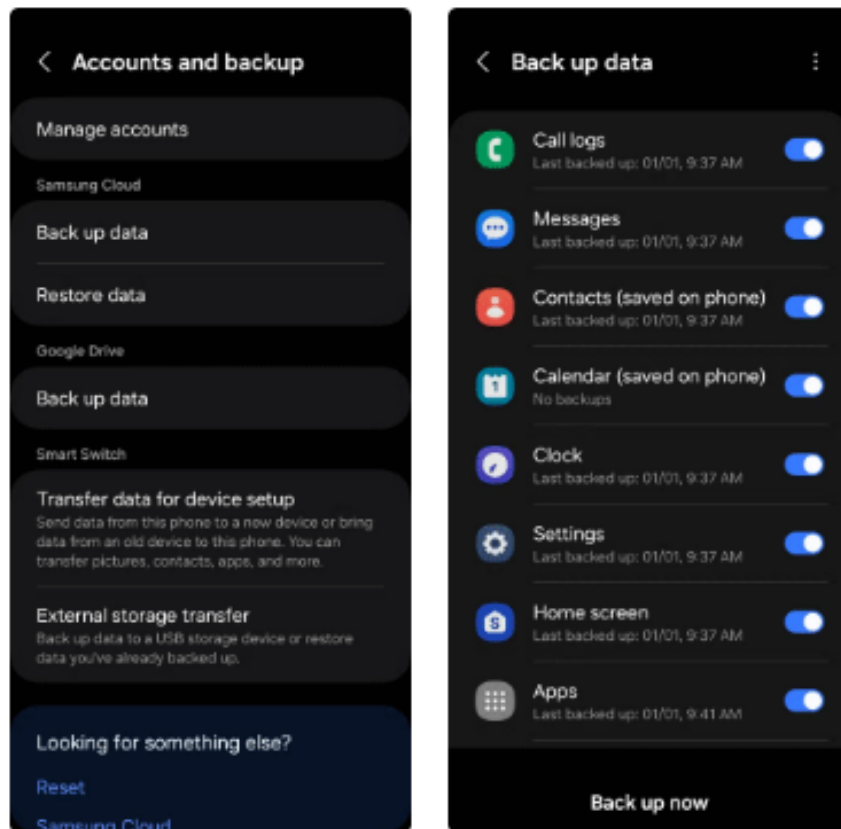 Accounts and backup
Manage accounts
Samsung Cloud
Back up data
Restore data
Google Drive
Back up data
Smart Switch
Transfer data for device setup
Send data from this phone to a new device or bring
data from an old device to this phone. You can
transfer pictures, contacts, apps, and more.
External storage transfer
Back up data to a USB storage device or restore
data you've already backed up.
Looking for something else?
Reset
Samsung Cloud
Back up data
Call logs
Last backed up: 01/01, 9:37 AM
Messages
Last backed up: 01/01, 9:37 AM
Contacts (saved on phone)
Last backed up: 01/01, 9:37 AM
Calendar (saved on phone)
No backups
Clock
Last backed up: 01/01, 9:37 AM
Settings
Last backed up: 01/01, 9:37 AM
Home screen
Last backed up: 01/01, 9:37 AM
Apps
Last backed up: 01/01, 9:41 AM
Back up now